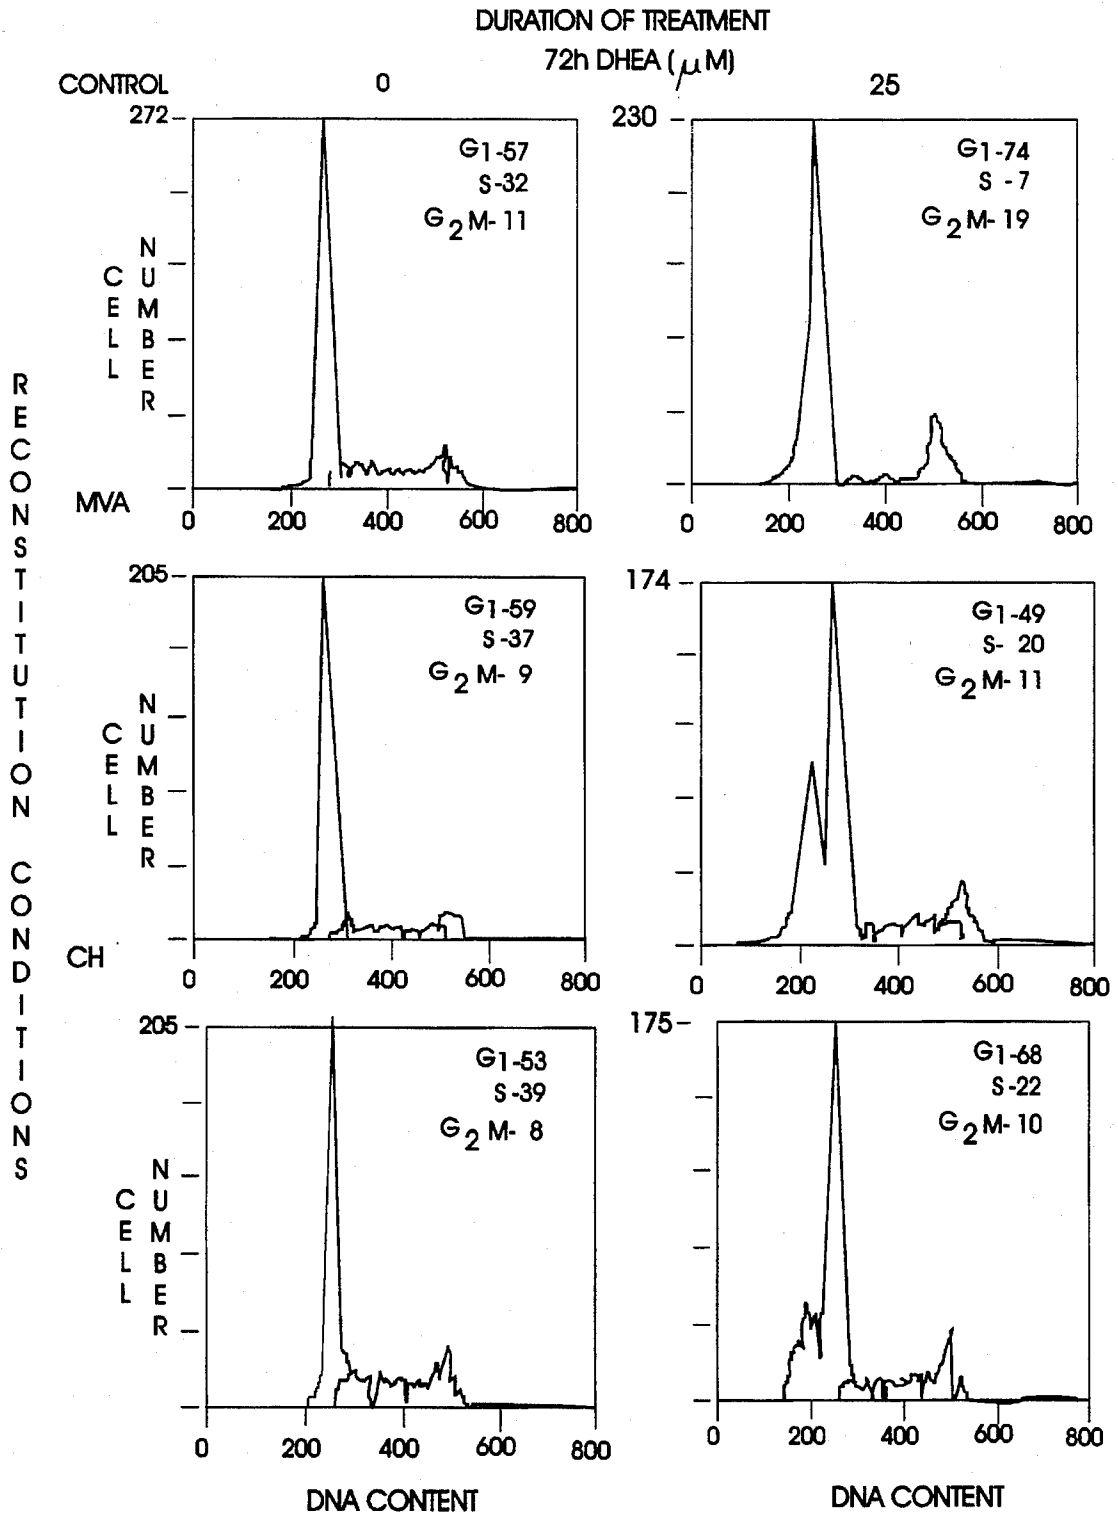 DURATION OF TREATMENT
72h DHEA (μM)
CONTROL
0
25
272
G1-57
S-32
G2M-11
230
G1-74
S -7
G2M-19
CELL NUMBER
0 200 400 600 800
0 200 400 600 800
RECONSTITUTION CONDITIONS
MVA
205
G1-59
S-37
G2M- 9
174
G1-49
S- 20
G2M-11
CELL NUMBER
0 200 400 600 800
0 200 400 600 800
CH
205
G1-53
S-39
G2M- 8
175
G1-68
S-22
G2M-10
CELL NUMBER
0 200 400 600 800
0 200 400 600 800
DNA CONTENT
DNA CONTENT